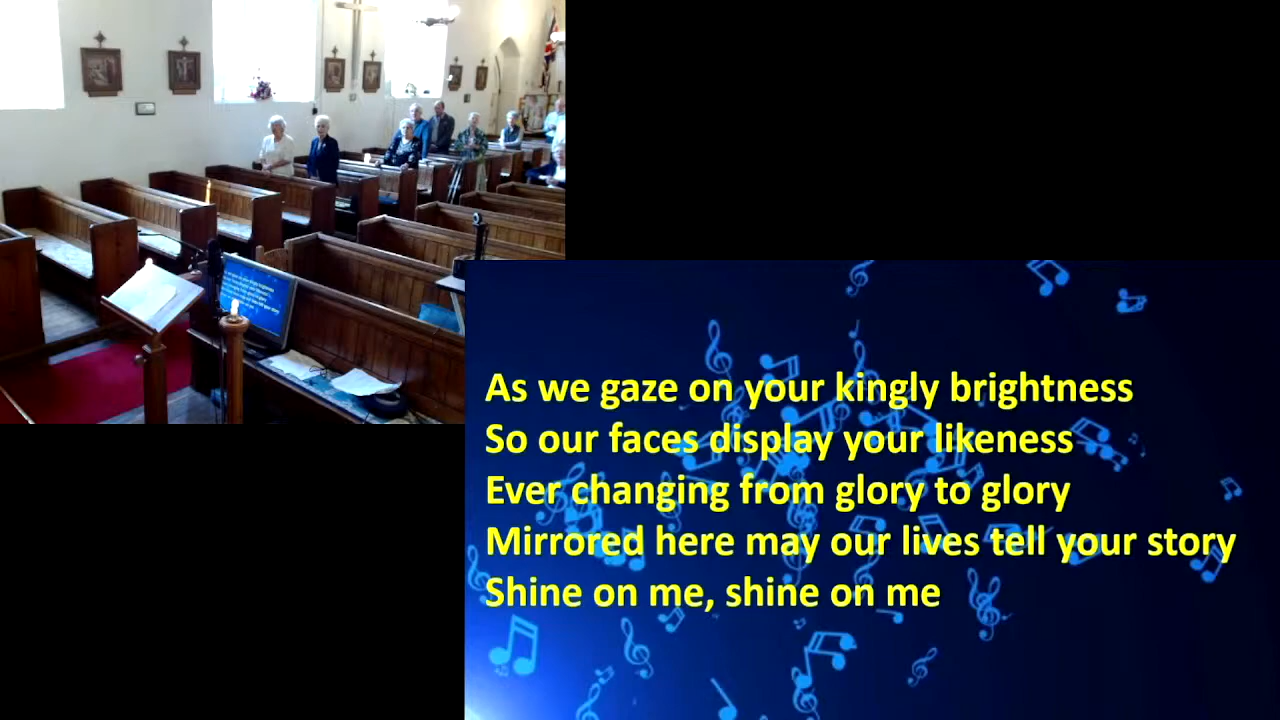 As we gaze on your kingly brightness
So our faces display your likeness
Ever changing from glory to glory
Mirrored here may our lives tell your story
Shine on me, shine on me